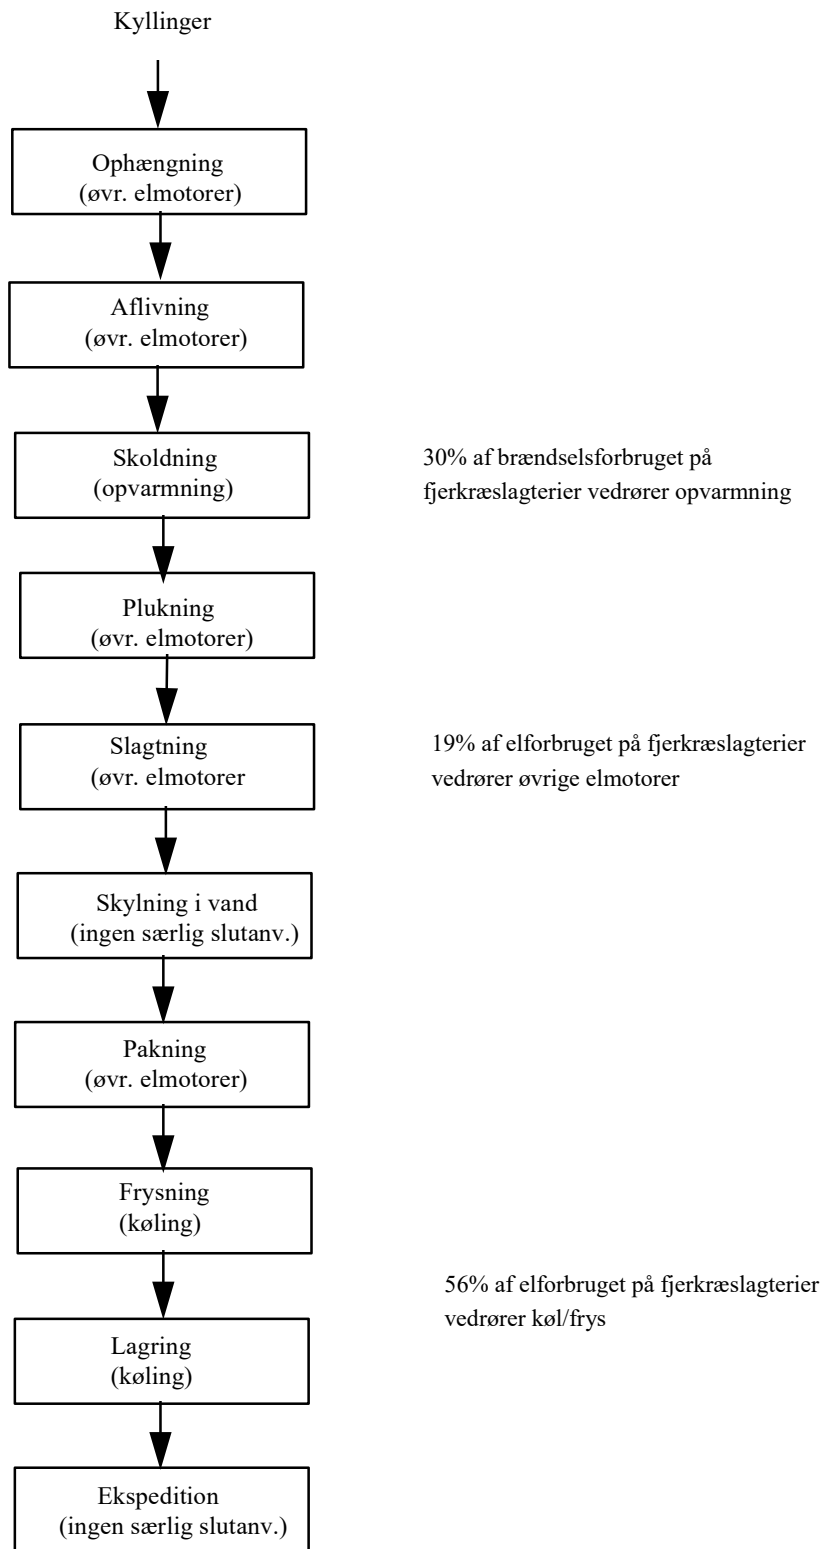 Kyllinger
Ophængning
(øvr. elmotorer)
Aflivning
(øvr. elmotorer)
Skoldning
(opvarmning)
30% af brændselsforbruget på
fjerkræslagterier vedrører opvarmning
Plukning
(øvr. elmotorer)
Slagtning
(øvr. elmotorer
19% af elforbruget på fjerkræslagterier
vedrører øvrige elmotorer
Skylning i vand
(ingen særlig slutanv.)
Pakning
(øvr. elmotorer)
Frysning
(køling)
56% af elforbruget på fjerkræslagterier
vedrører køl/frys
Lagring
(køling)
Ekspedition
(ingen særlig slutanv.)